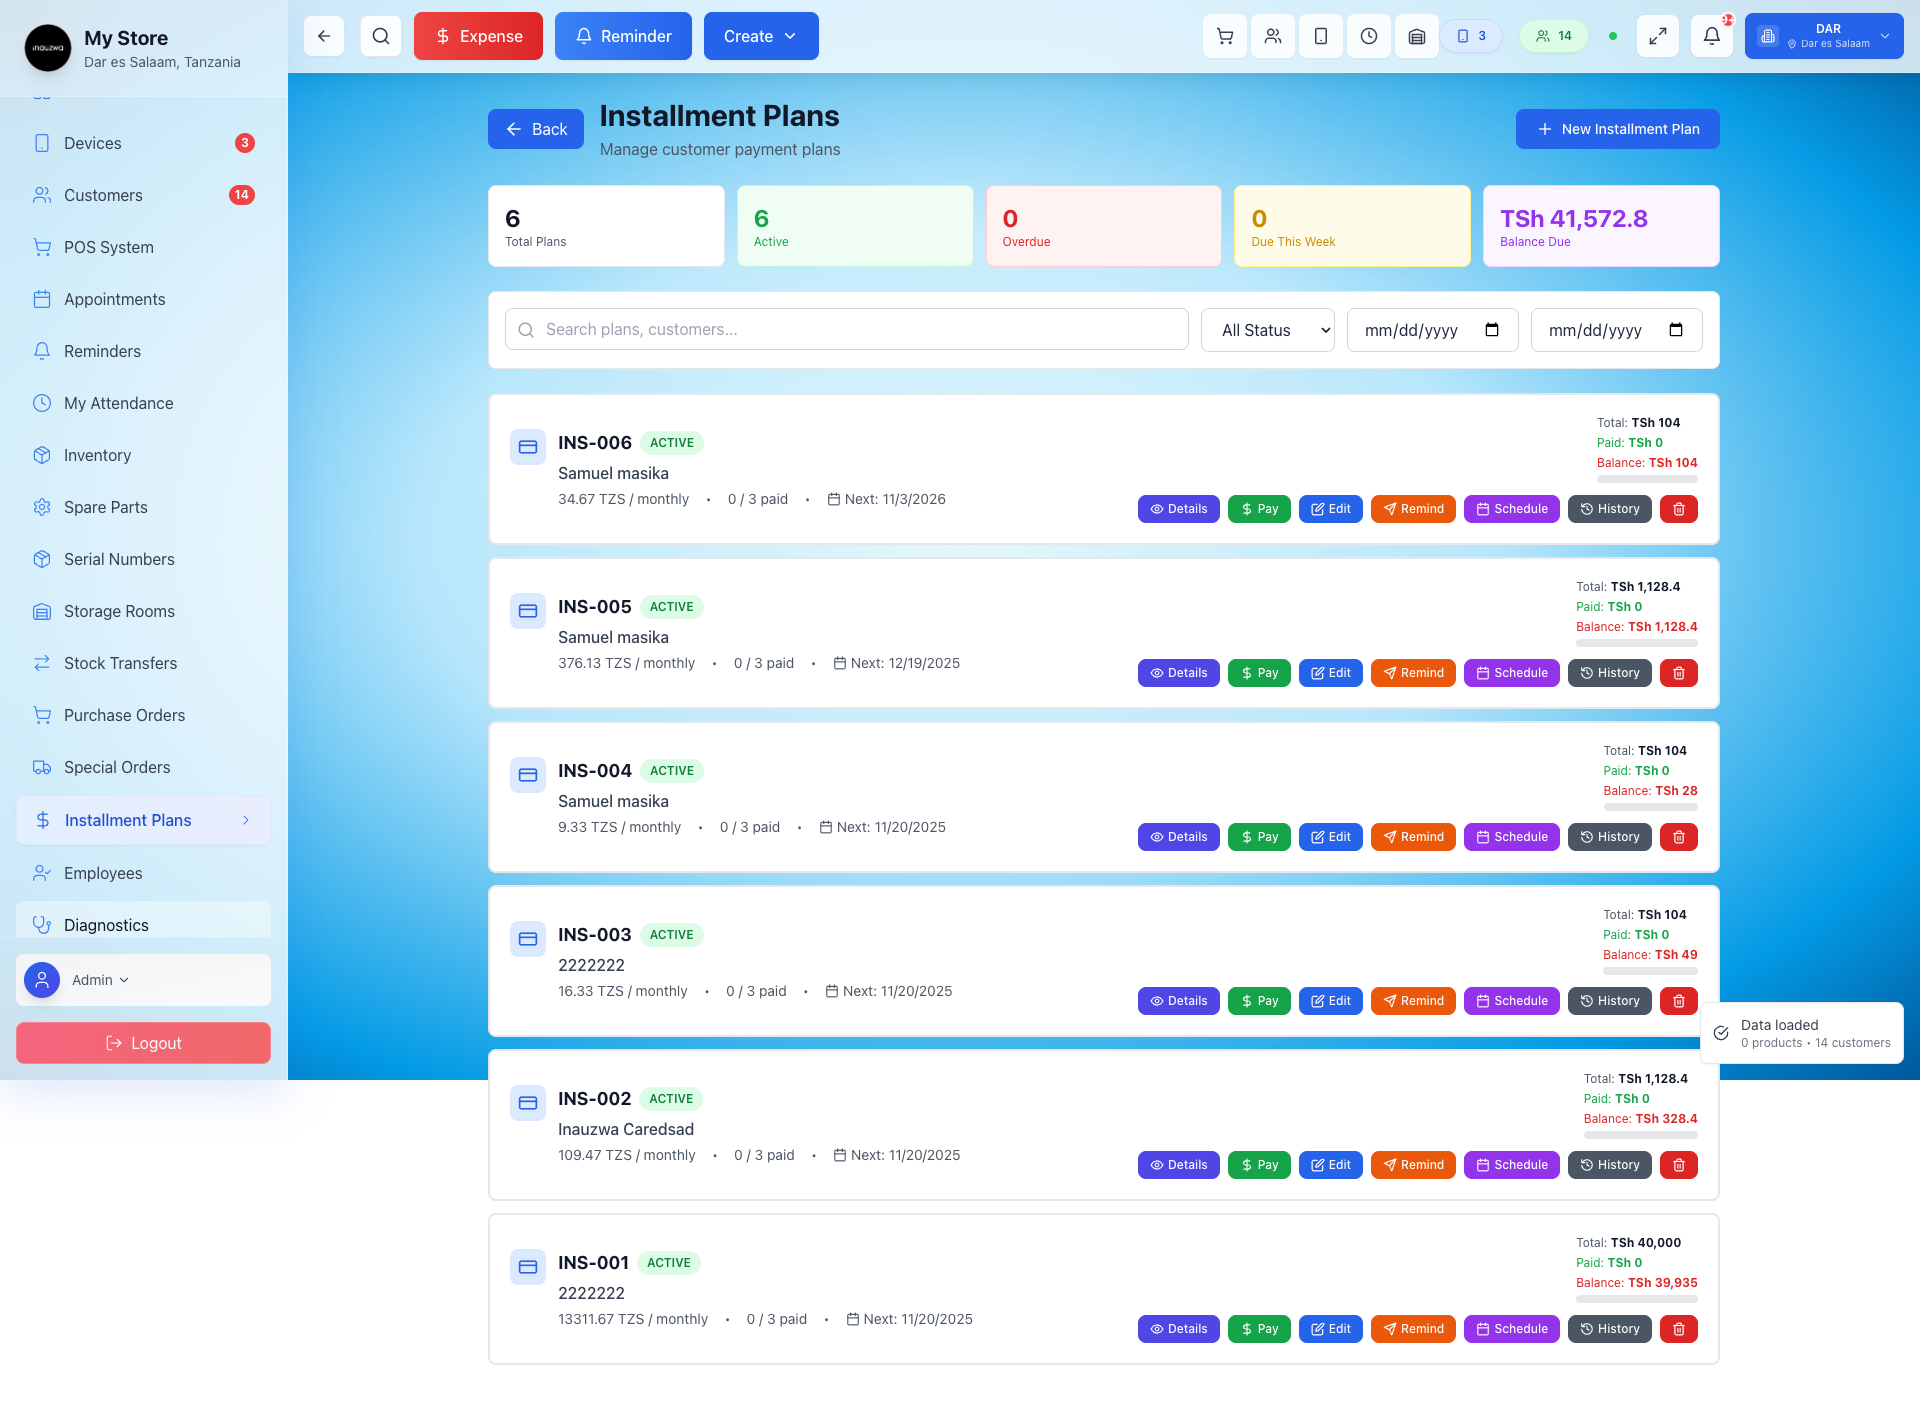 inauzwa
My Store
Dar es Salaam, Tanzania
Devices
3
Customers
14
POS System
Appointments
Reminders
My Attendance
Inventory
Spare Parts
Serial Numbers
Storage Rooms
Stock Transfers
Purchase Orders
Special Orders
Installment Plans
Employees
Diagnostics
Admin
Logout
Expense
Reminder
Create
3
14
9+
DAR
Dar es Salaam
Back
Installment Plans
Manage customer payment plans
New Installment Plan
6
Total Plans
6
Active
0
Overdue
0
Due This Week
TSh 41,572.8
Balance Due
Search plans, customers...
All Status
mm/dd/yyyy
mm/dd/yyyy
INS-006 ACTIVE
Samuel masika
34.67 TZS / monthly • 0 / 3 paid • Next: 11/3/2026
Total: TSh 104
Paid: TSh 0
Balance: TSh 104
Details Pay Edit Remind Schedule History
INS-005 ACTIVE
Samuel masika
376.13 TZS / monthly • 0 / 3 paid • Next: 12/19/2025
Total: TSh 1,128.4
Paid: TSh 0
Balance: TSh 1,128.4
Details Pay Edit Remind Schedule History
INS-004 ACTIVE
Samuel masika
9.33 TZS / monthly • 0 / 3 paid • Next: 11/20/2025
Total: TSh 104
Paid: TSh 0
Balance: TSh 28
Details Pay Edit Remind Schedule History
INS-003 ACTIVE
2222222
16.33 TZS / monthly • 0 / 3 paid • Next: 11/20/2025
Total: TSh 104
Paid: TSh 0
Balance: TSh 49
Details Pay Edit Remind Schedule History
Data loaded
0 products • 14 customers
INS-002 ACTIVE
Inauzwa Caredsad
109.47 TZS / monthly • 0 / 3 paid • Next: 11/20/2025
Total: TSh 1,128.4
Paid: TSh 0
Balance: TSh 328.4
Details Pay Edit Remind Schedule History
INS-001 ACTIVE
2222222
13311.67 TZS / monthly • 0 / 3 paid • Next: 11/20/2025
Total: TSh 40,000
Paid: TSh 0
Balance: TSh 39,935
Details Pay Edit Remind Schedule History